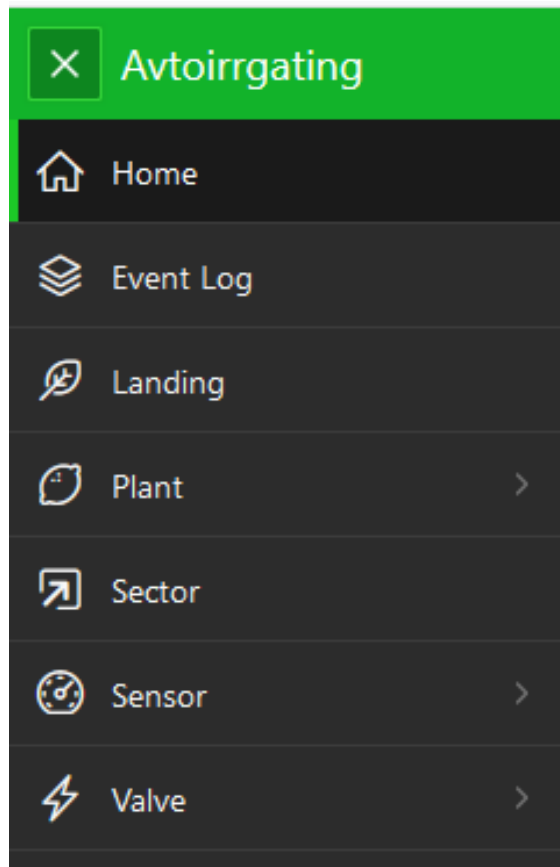 Avtoirrgating
Home
Event Log
Landing
Plant
Sector
Sensor
Valve